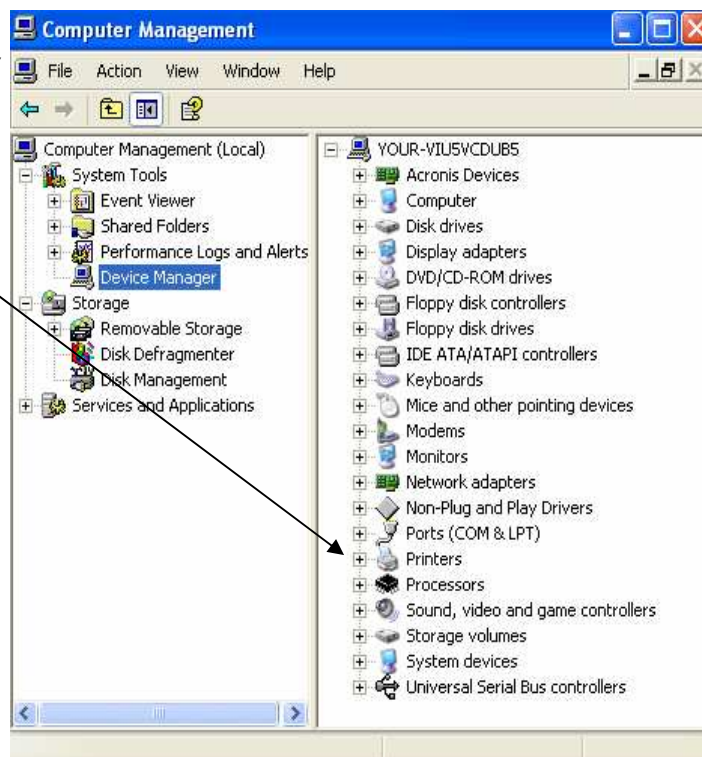 Computer Management
File Action View Window Help
Computer Management (Local)
System Tools
Event Viewer
Shared Folders
Performance Logs and Alerts
Device Manager
Storage
Removable Storage
Disk Defragmenter
Disk Management
Services and Applications
YOUR-VIU5VCDUB5
Acronis Devices
Computer
Disk drives
Display adapters
DVD/CD-ROM drives
Floppy disk controllers
Floppy disk drives
IDE ATA/ATAPI controllers
Keyboards
Mice and other pointing devices
Modems
Monitors
Network adapters
Non-Plug and Play Drivers
Ports (COM & LPT)
Printers
Processors
Sound, video and game controllers
Storage volumes
System devices
Universal Serial Bus controllers